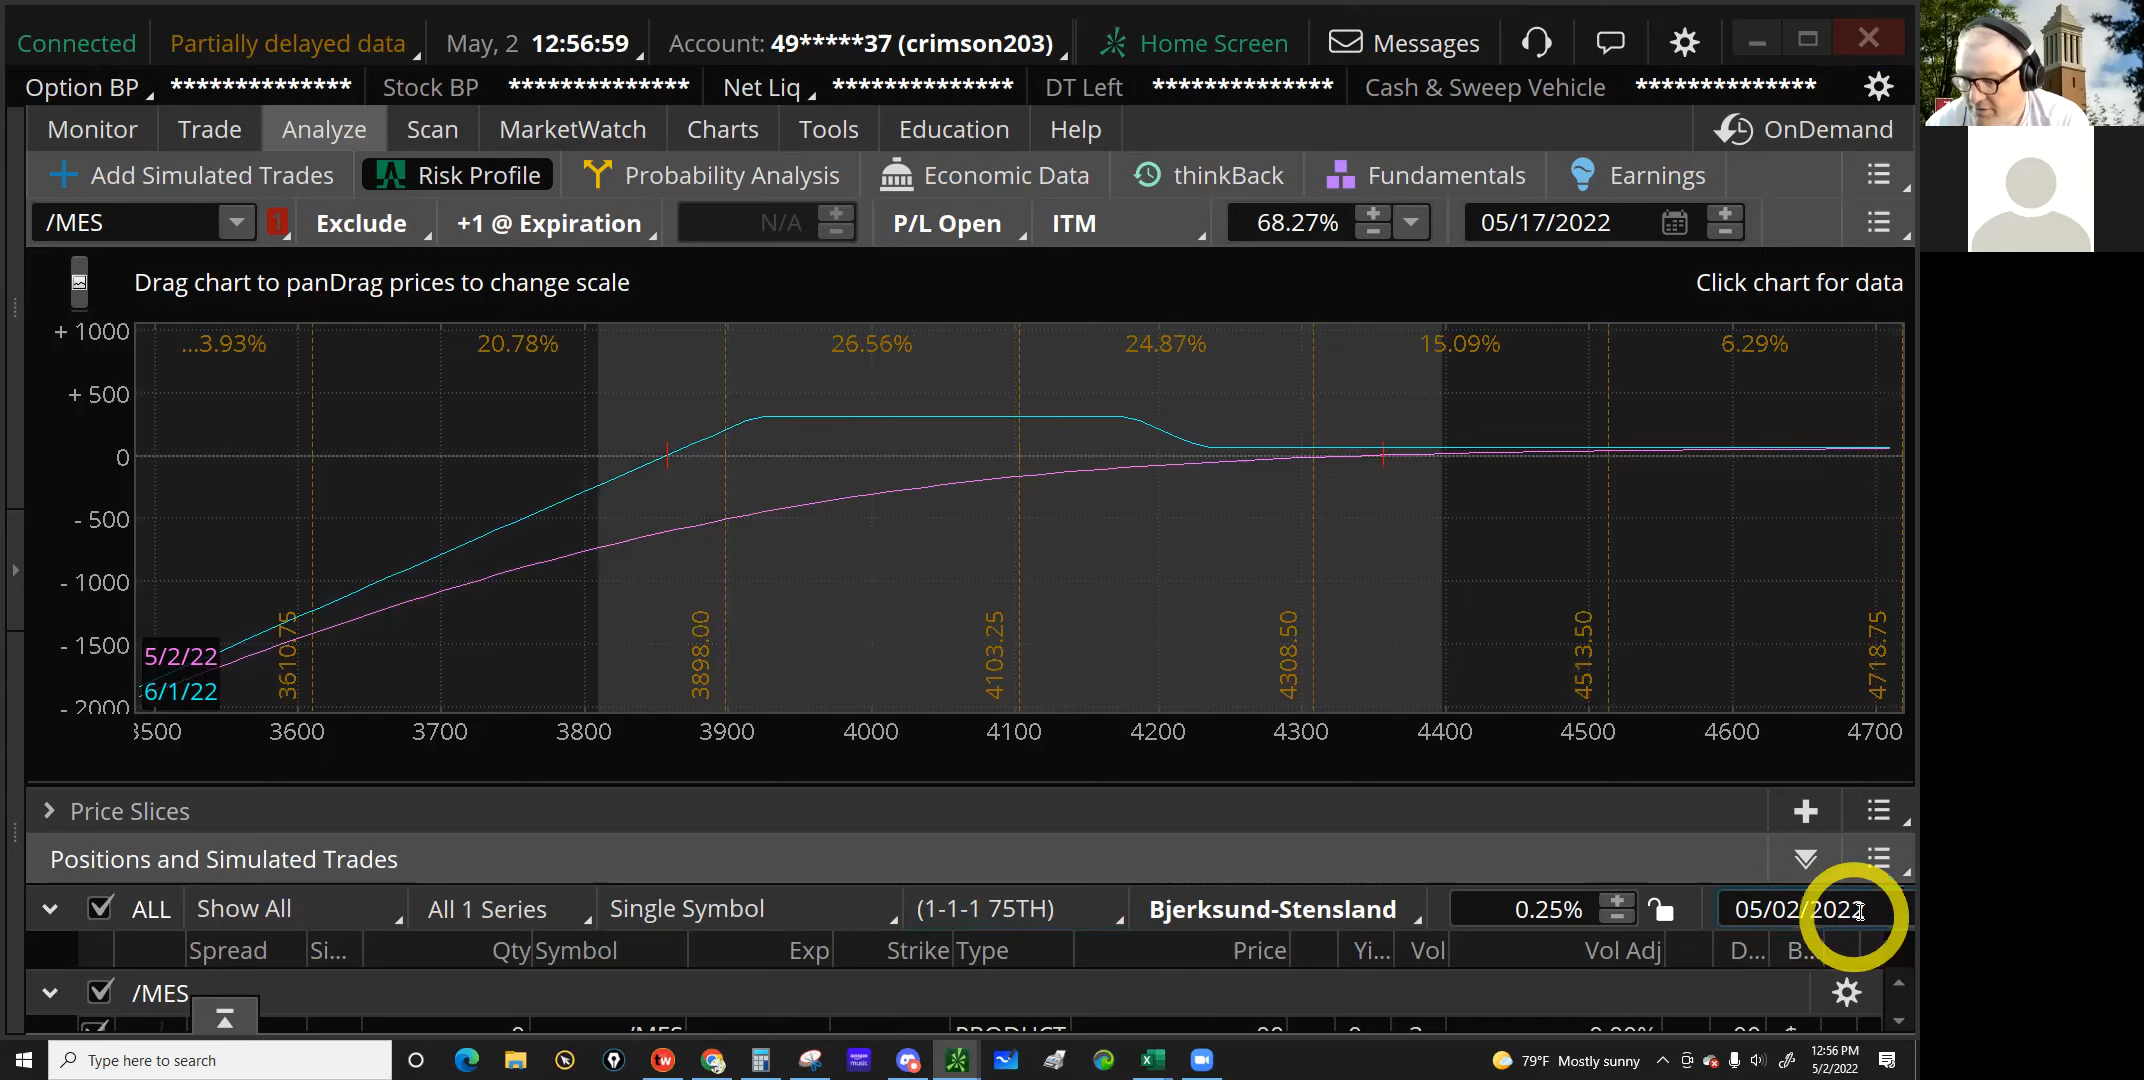 Connected Partially delayed data May, 2 12:56:59 Account: 49*****37 (crimson203) Home Screen Messages
Option BP ************** Stock BP ************** Net Liq ************** DT Left ************** Cash & Sweep Vehicle **************
Monitor Trade Analyze Scan MarketWatch Charts Tools Education Help OnDemand
Add Simulated Trades Risk Profile Probability Analysis Economic Data thinkBack Fundamentals Earnings
/MES 1 Exclude +1 @ Expiration N/A P/L Open ITM 68.27% 05/17/2022
Drag chart to panDrag prices to change scale Click chart for data
+ 1000
...3.93% 20.78% 26.56% 24.87% 15.09% 6.29%
+ 500
0
- 500
- 1000
- 1500
- 2000
3610.75 3898.00 4103.25 4308.50 4513.50 4718.75
5/2/22
6/1/22
3500 3600 3700 3800 3900 4000 4100 4200 4300 4400 4500 4600 4700
Price Slices
Positions and Simulated Trades
ALL Show All All 1 Series Single Symbol (1-1-1 75TH) Bjerksund-Stensland 0.25% 05/02/2022
Spread Si... Qty Symbol Exp Strike Type Price Yi... Vol Vol Adj D... B...
/MES
/MES PRODUCT
Type here to search 79°F Mostly sunny 12:56 PM
5/2/2022